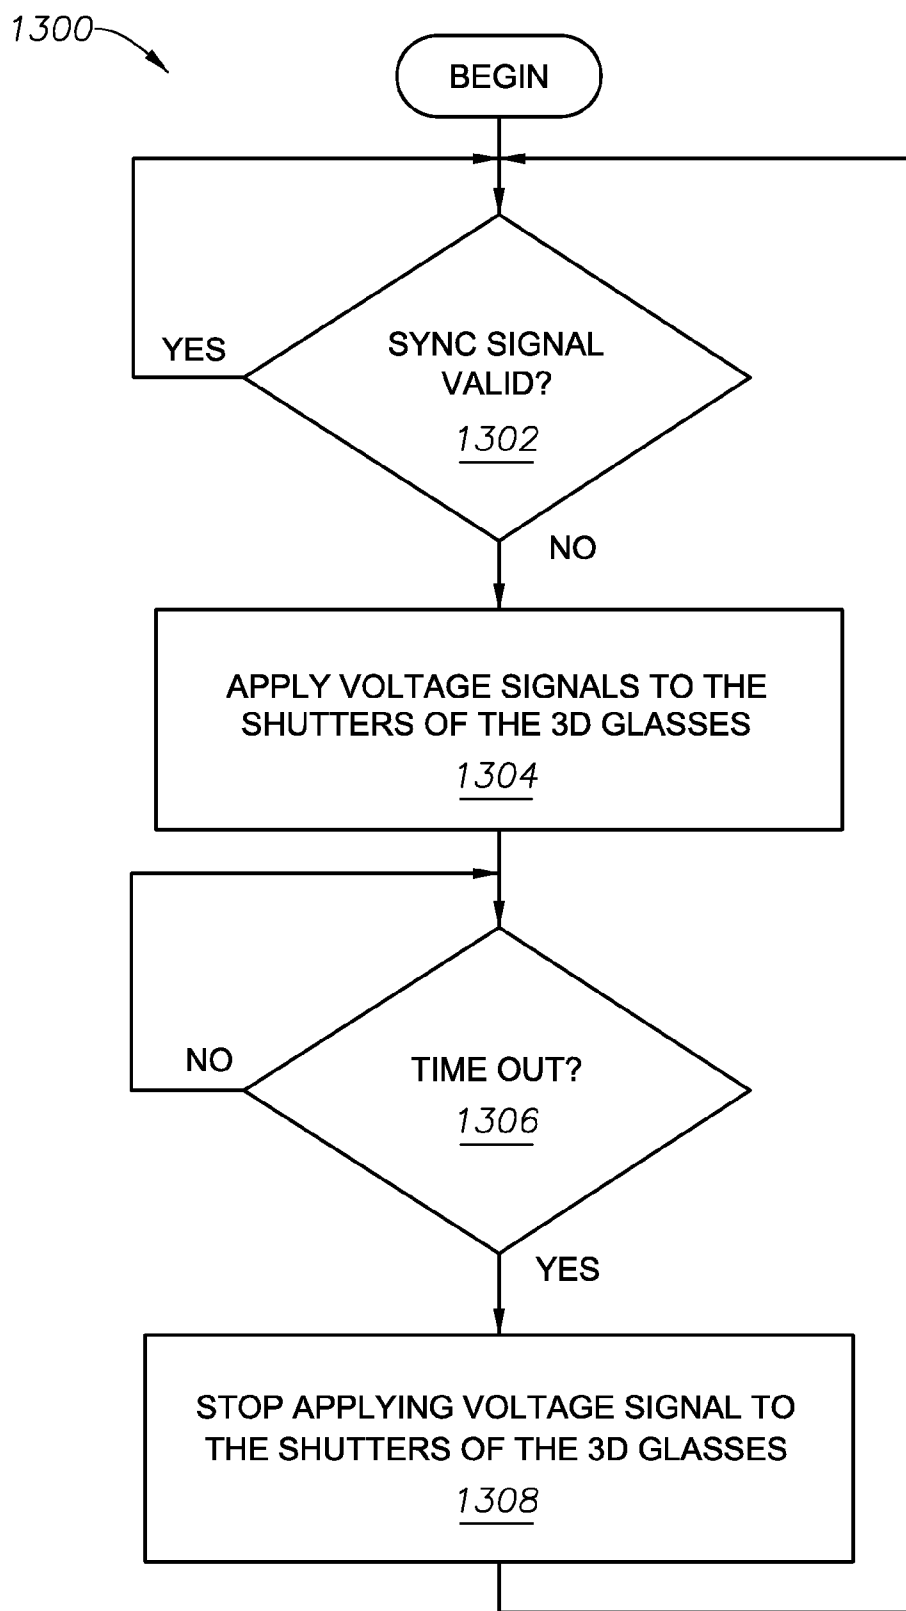 1300
BEGIN
YES
SYNC SIGNAL
VALID?
1302
NO
APPLY VOLTAGE SIGNALS TO THE
SHUTTERS OF THE 3D GLASSES
1304
NO
TIME OUT?
1306
YES
STOP APPLYING VOLTAGE SIGNAL TO
THE SHUTTERS OF THE 3D GLASSES
1308